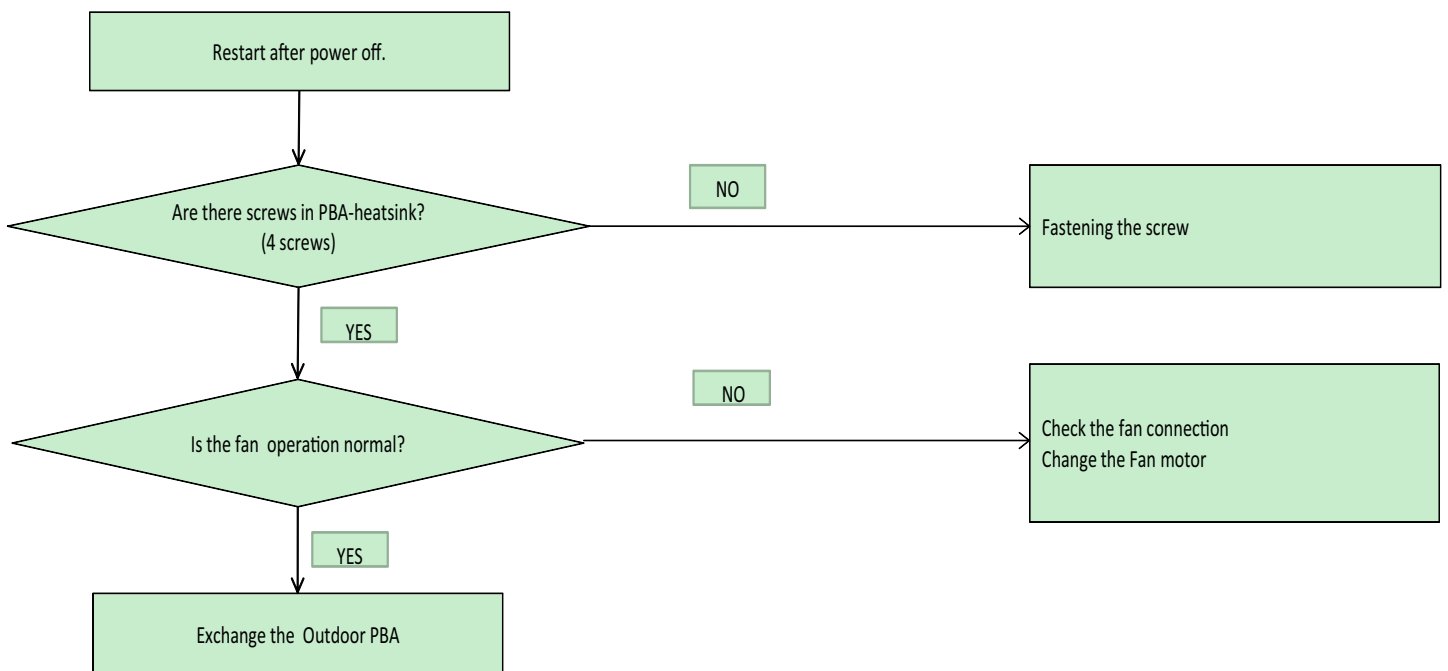 Restart after power off.
Are there screws in PBA-heatsink?
(4 screws)
NO
Fastening the screw
YES
Is the fan operation normal?
NO
Check the fan connection
Change the Fan motor
YES
Exchange the Outdoor PBA